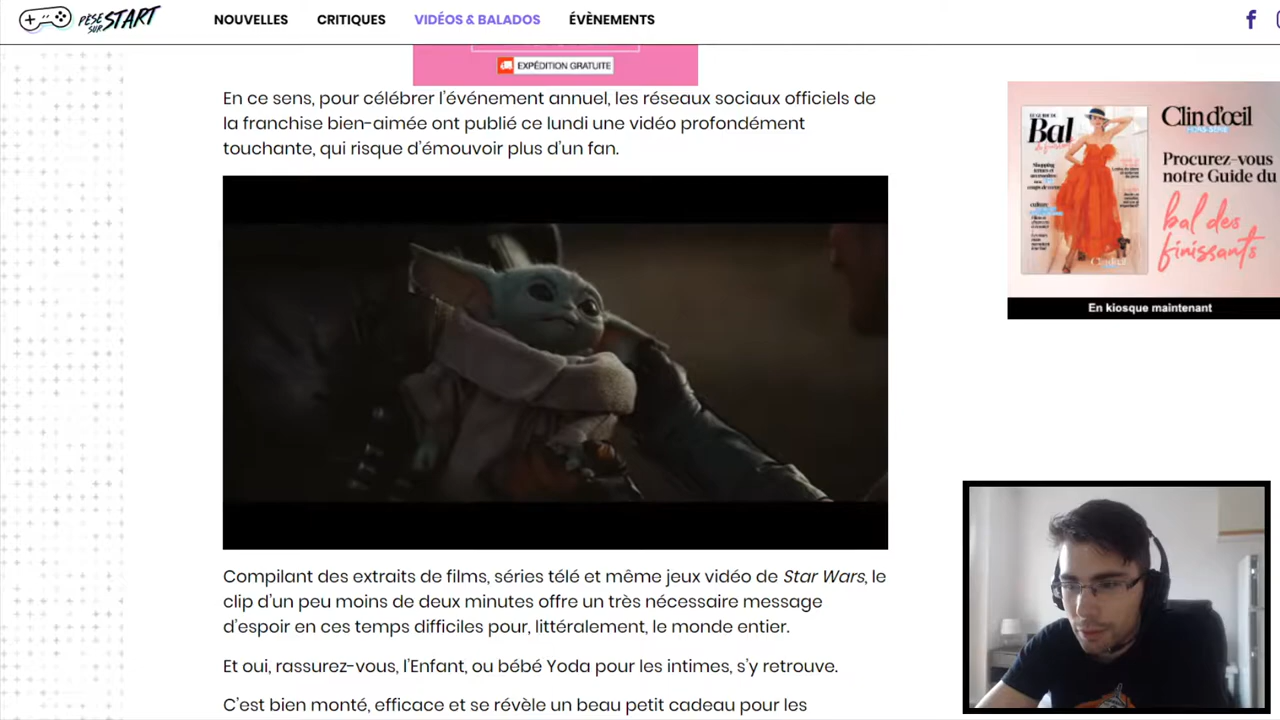 PÈSE SUR START
NOUVELLES
CRITIQUES
VIDÉOS & BALADOS
ÉVÈNEMENTS
EXPÉDITION GRATUITE
En ce sens, pour célébrer l’événement annuel, les réseaux sociaux officiels de
la franchise bien-aimée ont publié ce lundi une vidéo profondément
touchante, qui risque d’émouvoir plus d’un fan.
Bal
Clin d’œil
HORS-SÉRIE
Procurez-vous
notre Guide du
bal des
finissants
En kiosque maintenant
Compilant des extraits de films, séries télé et même jeux vidéo de Star Wars, le
clip d’un peu moins de deux minutes offre un très nécessaire message
d’espoir en ces temps difficiles pour, littéralement, le monde entier.
Et oui, rassurez-vous, l’Enfant, ou bébé Yoda pour les intimes, s’y retrouve.
C’est bien monté, efficace et se révèle un beau petit cadeau pour les